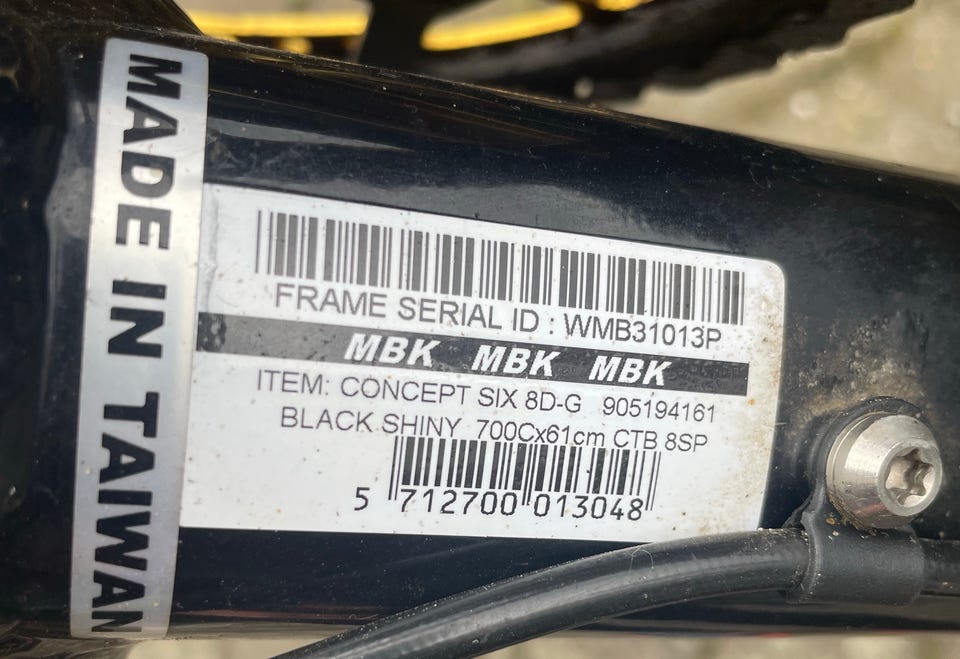 MADE IN TAIWAN
FRAME SERIAL ID : WMB31013P
MBK MBK MBK
ITEM: CONCEPT SIX 8D-G 905194161
BLACK SHINY 700Cx61cm CTB 8SP
5 712700 013048